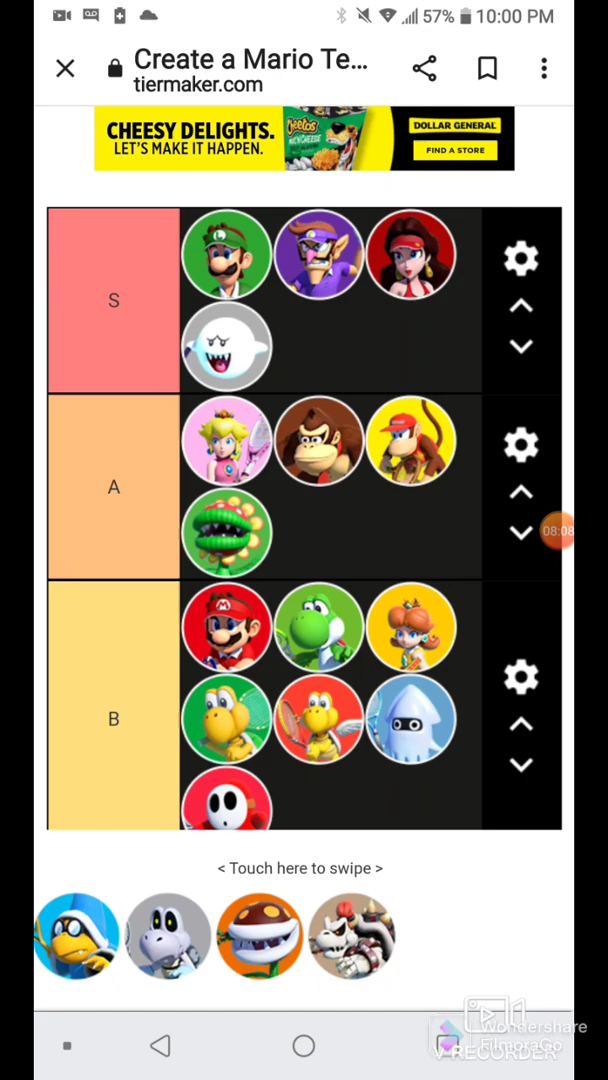 57% 10:00 PM
Create a Mario Te...
tiermaker.com
CHEESY DELIGHTS.
LET'S MAKE IT HAPPEN.
Cheetos
DOLLAR GENERAL
FIND A STORE
S
A
08:08
B
< Touch here to swipe >
Wondershare
FilmoraGo
V RECORDER